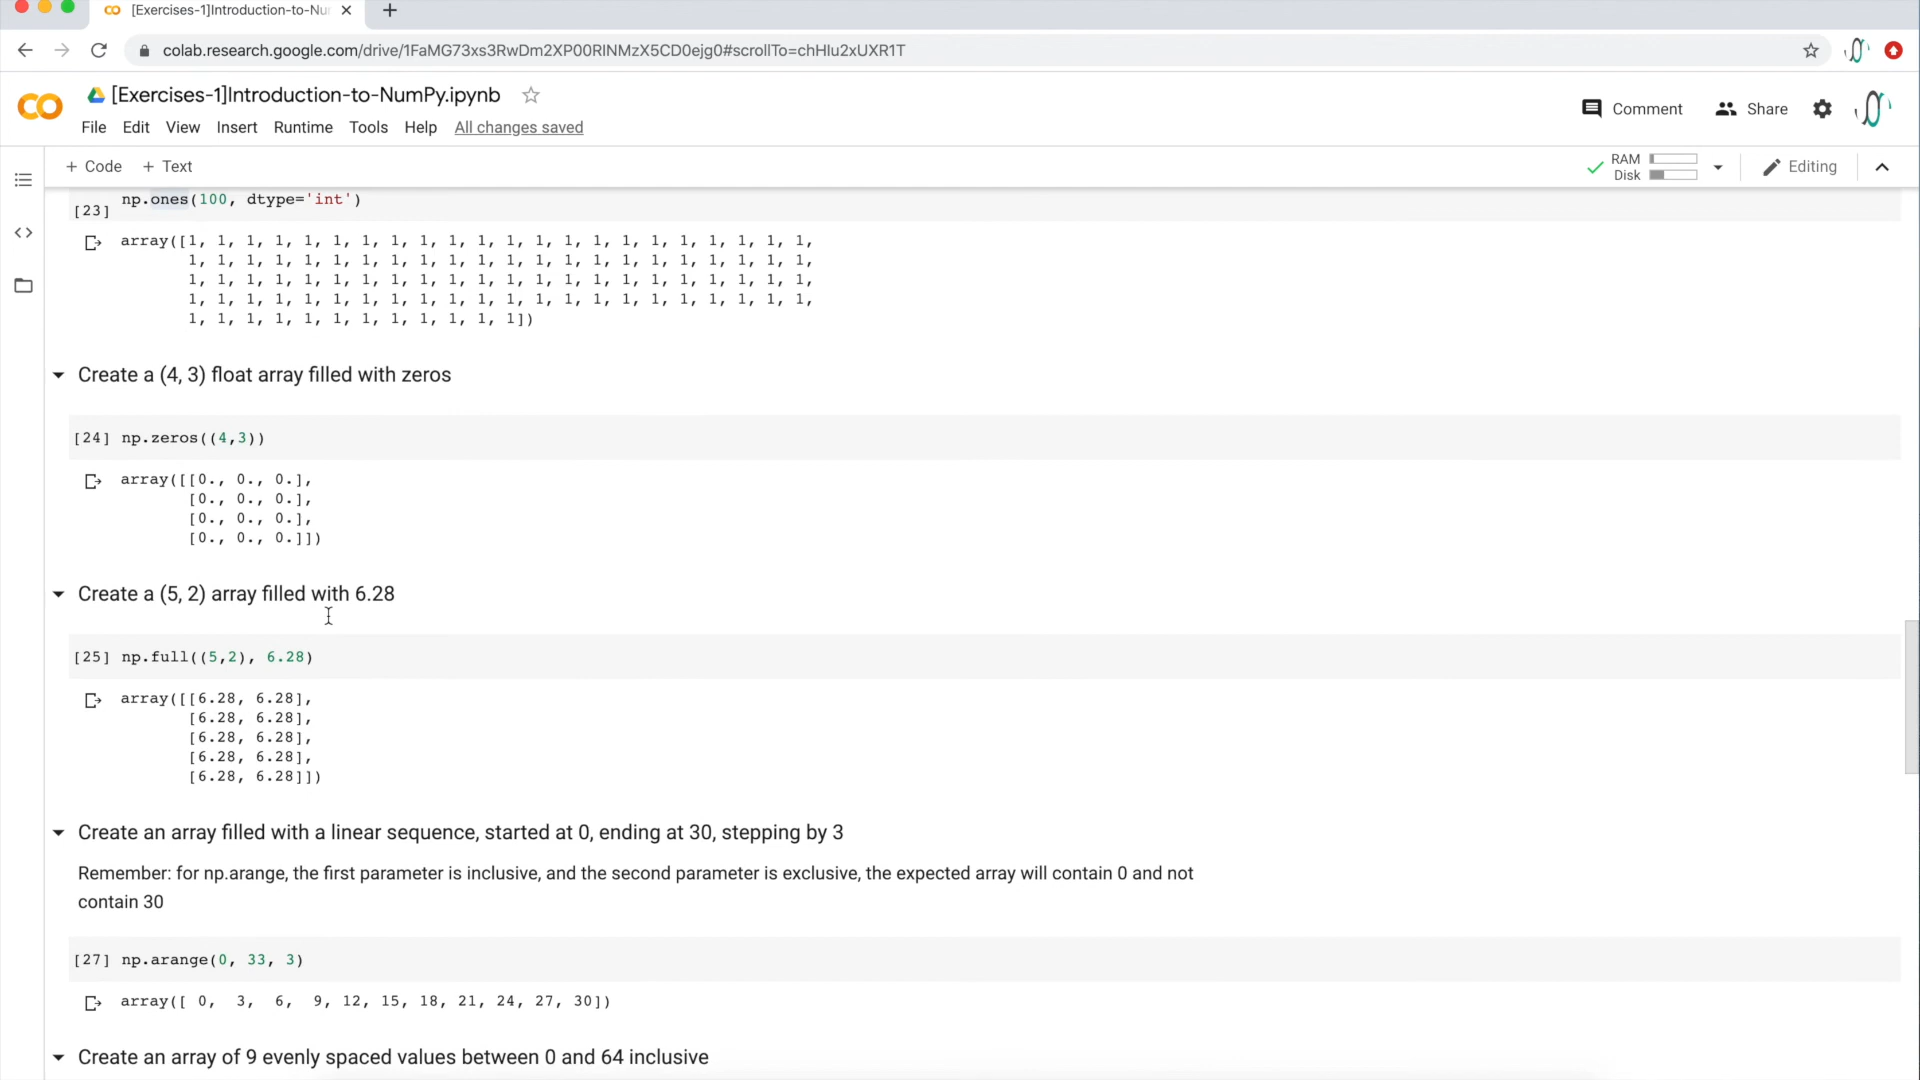 [Exercises-1]Introduction-to-Nu
colab.research.google.com/drive/1FaMG73xs3RwDm2XP00RlNMzX5CD0ejg0#scrollTo=chHlu2xUXR1T
[Exercises-1]Introduction-to-NumPy.ipynb
Comment Share
File Edit View Insert Runtime Tools Help All changes saved
+ Code + Text
RAM
Disk
Editing
[23] np.ones(100, dtype='int')
array([1, 1, 1, 1, 1, 1, 1, 1, 1, 1, 1, 1, 1, 1, 1, 1, 1, 1, 1, 1, 1, 1,
1, 1, 1, 1, 1, 1, 1, 1, 1, 1, 1, 1, 1, 1, 1, 1, 1, 1, 1, 1, 1, 1,
1, 1, 1, 1, 1, 1, 1, 1, 1, 1, 1, 1, 1, 1, 1, 1, 1, 1, 1, 1, 1, 1,
1, 1, 1, 1, 1, 1, 1, 1, 1, 1, 1, 1, 1, 1, 1, 1, 1, 1, 1, 1, 1, 1,
1, 1, 1, 1, 1, 1, 1, 1, 1, 1, 1, 1])
Create a (4, 3) float array filled with zeros
[24] np.zeros((4,3))
array([[0., 0., 0.],
[0., 0., 0.],
[0., 0., 0.],
[0., 0., 0.]])
Create a (5, 2) array filled with 6.28
[25] np.full((5,2), 6.28)
array([[6.28, 6.28],
[6.28, 6.28],
[6.28, 6.28],
[6.28, 6.28],
[6.28, 6.28]])
Create an array filled with a linear sequence, started at 0, ending at 30, stepping by 3
Remember: for np.arange, the first parameter is inclusive, and the second parameter is exclusive, the expected array will contain 0 and not
contain 30
[27] np.arange(0, 33, 3)
array([ 0, 3, 6, 9, 12, 15, 18, 21, 24, 27, 30])
Create an array of 9 evenly spaced values between 0 and 64 inclusive